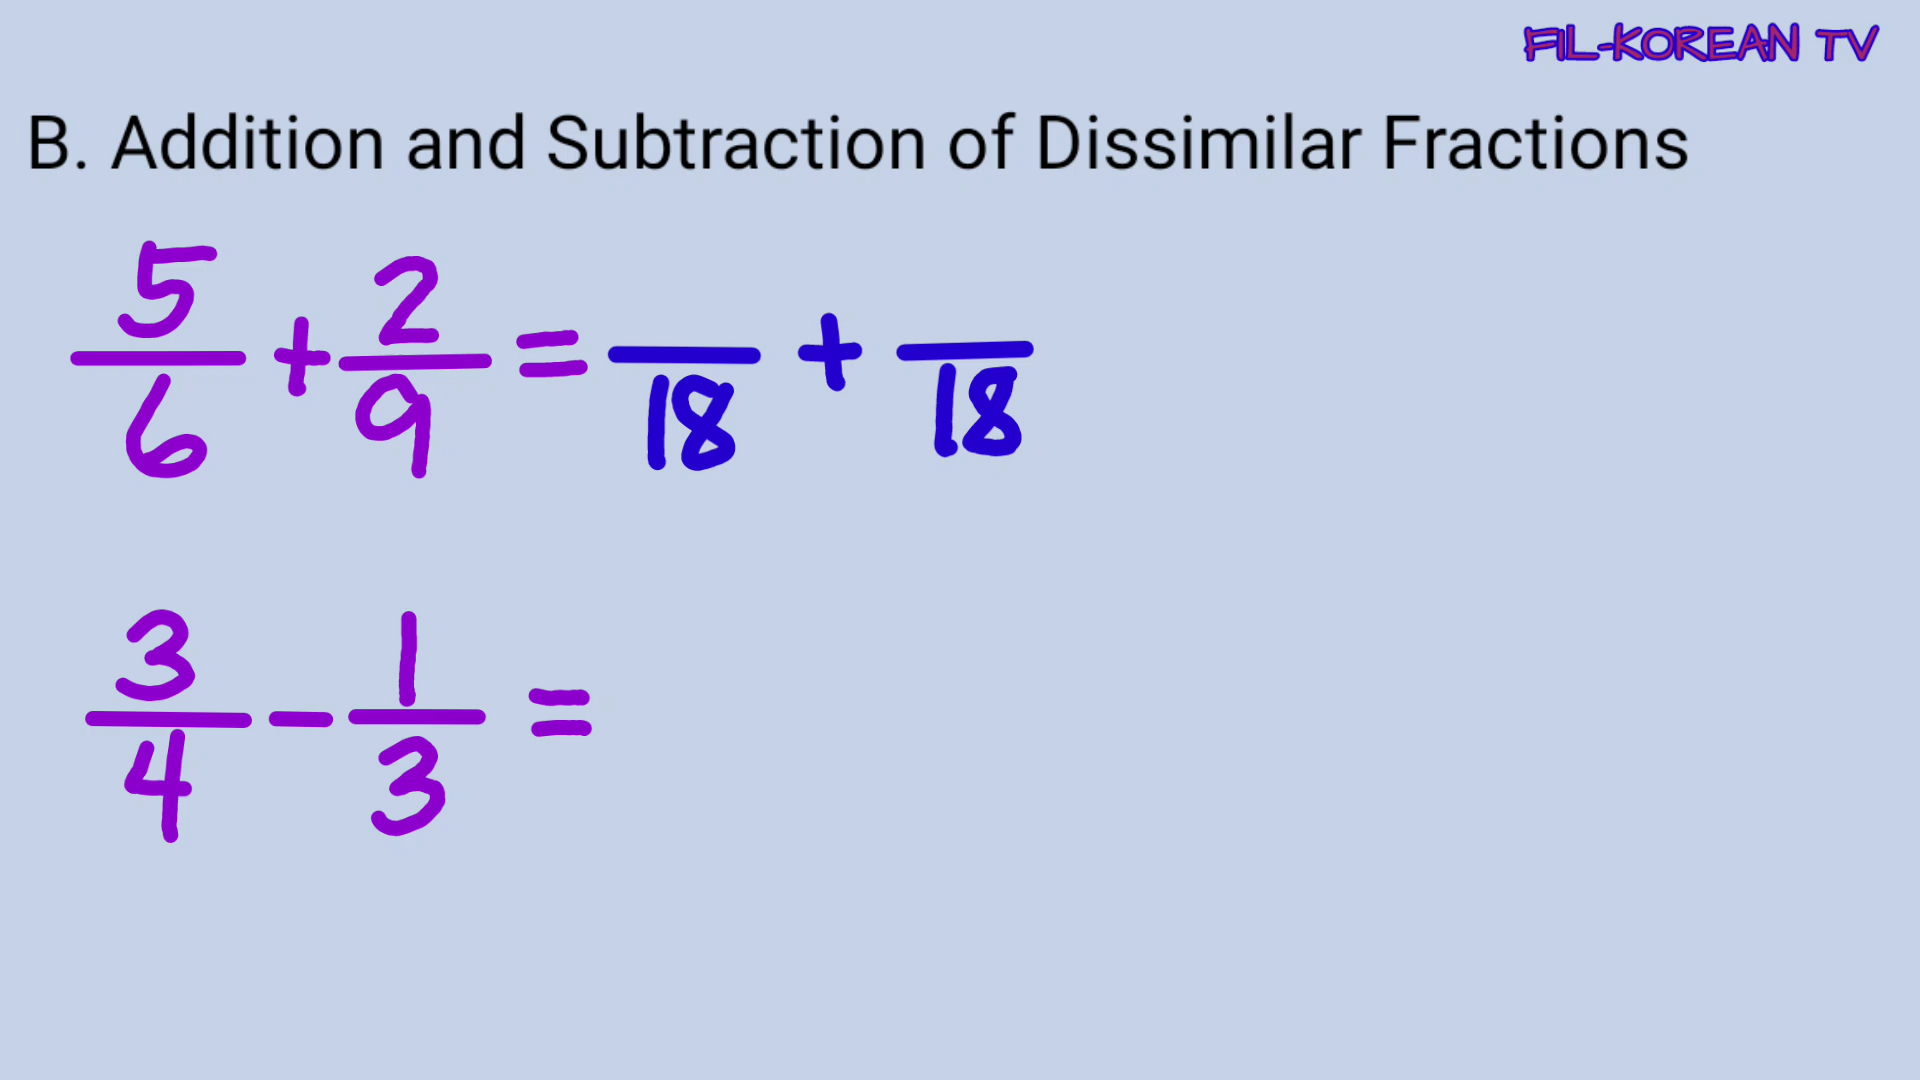 FIL-KOREAN TV
B. Addition and Subtraction of Dissimilar Fractions
5/6 + 2/9 = /18 + /18
3/4 - 1/3 =